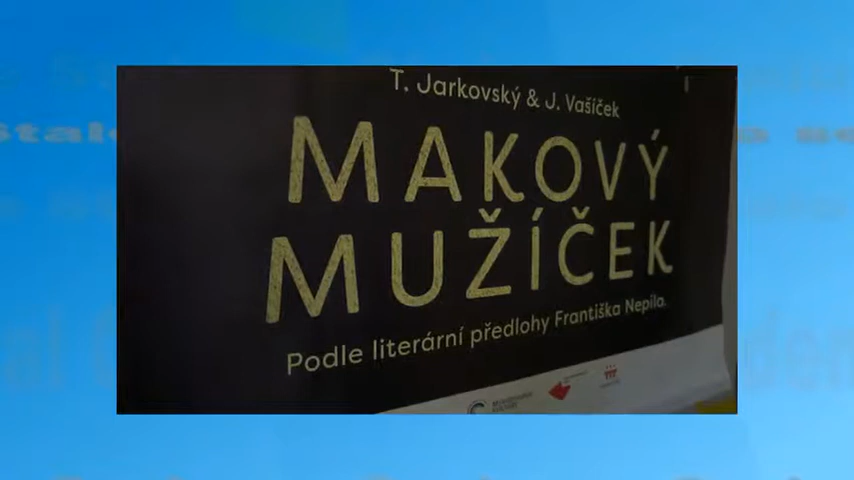 T. Jarkovský & J. Vašíček
MAKOVÝ
MUŽÍČEK
Podle literární předlohy Františka Nepila.